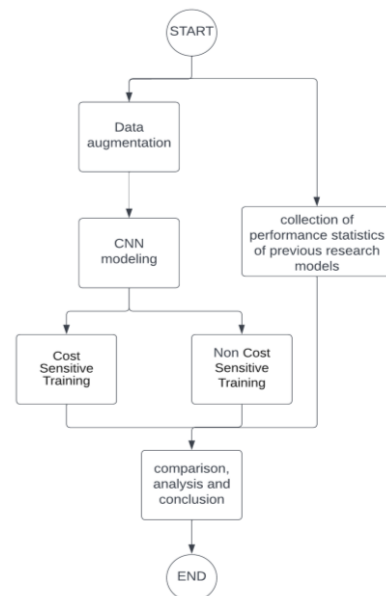 START
Data
augmentation
collection of
performance statistics
of previous research
models
CNN
modeling
Cost
Sensitive
Training
Non Cost
Sensitive
Training
comparison,
analysis and
conclusion
END